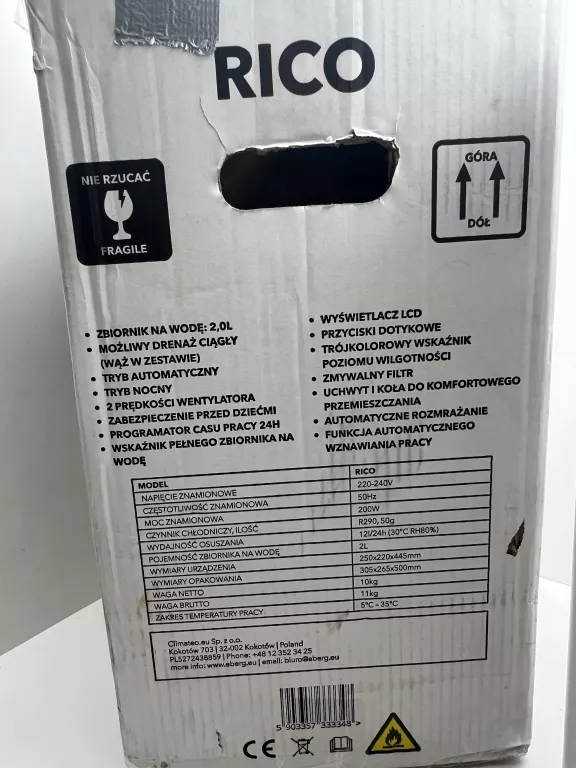 RICO
NIE RZUCAĆ
FRAGILE
GÓRA
DÓŁ
• ZBIORNIK NA WODĘ: 2,0L
• MOŻLIWY DRENAŻ CIĄGŁY
(WĄŻ W ZESTAWIE)
• TRYB AUTOMATYCZNY
• TRYB NOCNY
• 2 PRĘDKOŚCI WENTYLATORA
• ZABEZPIECZENIE PRZED DZIEĆMI
• PROGRAMATOR CZASU PRACY 24H
• WSKAŹNIK PEŁNEGO ZBIORNIKA NA
WODĘ
• WYŚWIETLACZ LCD
• PRZYCISKI DOTYKOWE
• TRÓJKOLOROWY WSKAŹNIK
POZIOMU WILGOTNOŚCI
• ZMYWALNY FILTR
• UCHWYT I KOŁA DO KOMFORTOWEGO
PRZEMIESZCZANIA
• AUTOMATYCZNE ROZMRAŻANIE
• FUNKCJA AUTOMATYCZNEGO
WZNAWIANIA PRACY
MODEL RICO
NAPIĘCIE ZNAMIONOWE 220-240V
CZĘSTOTLIWOŚĆ ZNAMIONOWA 50Hz
MOC ZNAMIONOWA 200W
CZYNNIK CHŁODNICZY, ILOŚĆ R290, 50g
WYDAJNOŚĆ OSUSZANIA 12l/24h (30°C RH80%)
POJEMNOŚĆ ZBIORNIKA NA WODĘ 2L
WYMIARY URZĄDZENIA 250x220x445mm
WYMIARY OPAKOWANIA 305x265x500mm
WAGA NETTO 10kg
WAGA BRUTTO 11kg
ZAKRES TEMPERATURY PRACY 5°C – 35°C
Climateo.eu Sp. z o.o.
Kokotów 703 | 32-002 Kokotów | Poland
PL5272438859 | Phone: +48 12 352 34 25
more info: www.eberg.eu | email: biuro@eberg.eu
5 903357 333348 >
CE